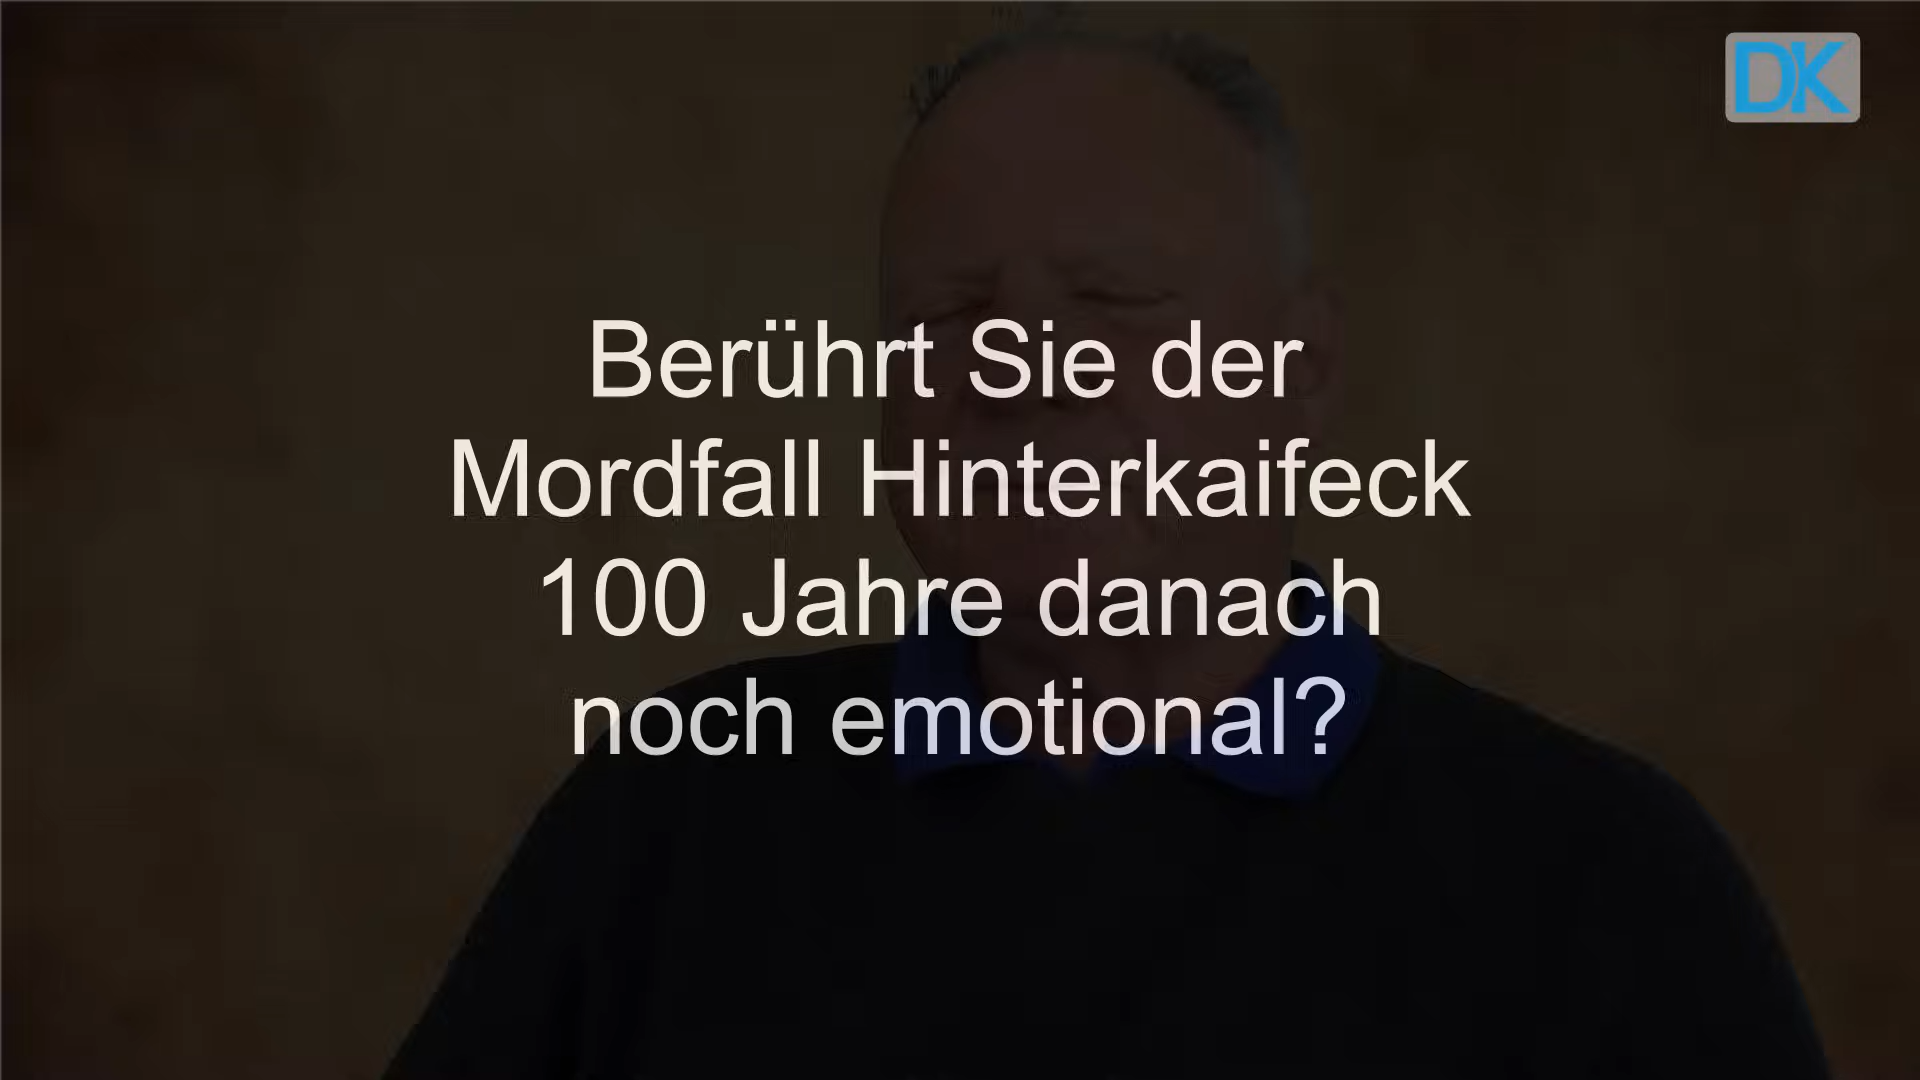 DK
Berührt Sie der
Mordfall Hinterkaifeck
100 Jahre danach
noch emotional?